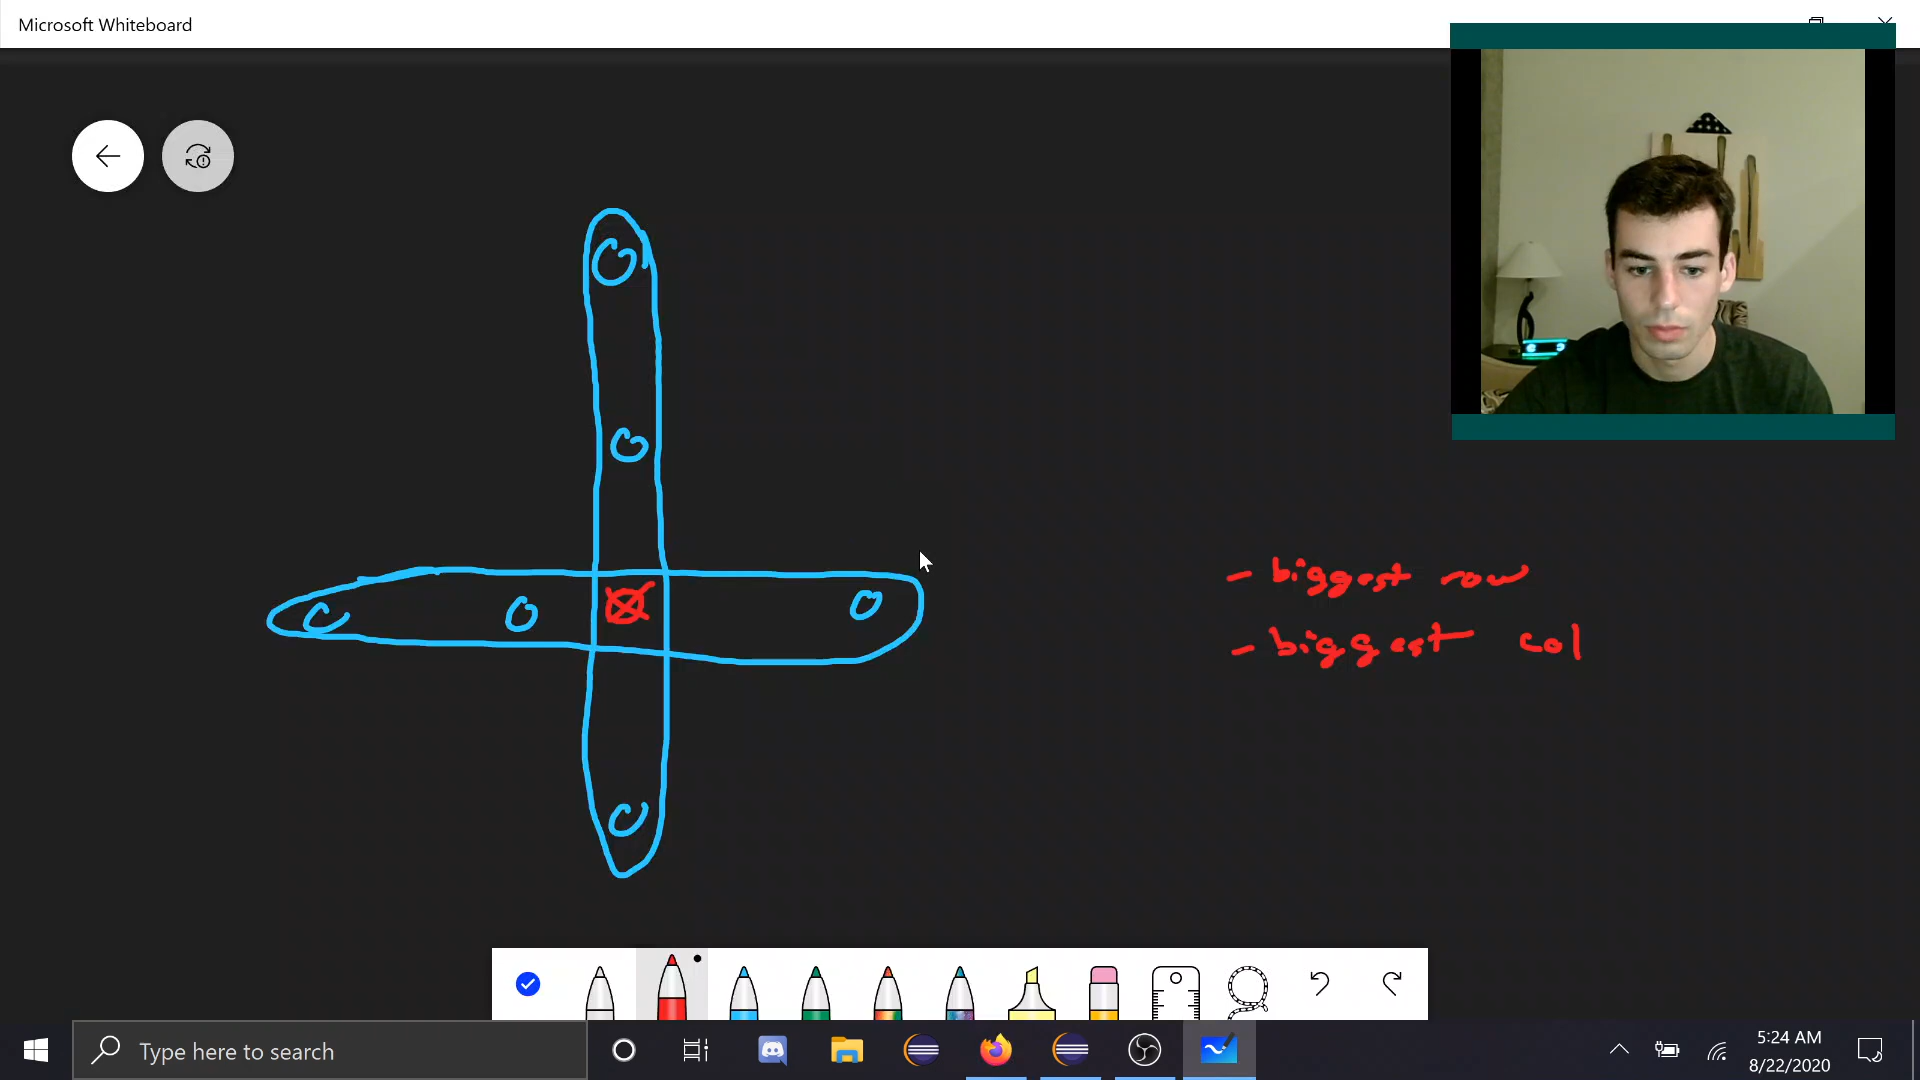 Microsoft Whiteboard
- biggest row
- biggest col
Type here to search
5:24 AM
8/22/2020